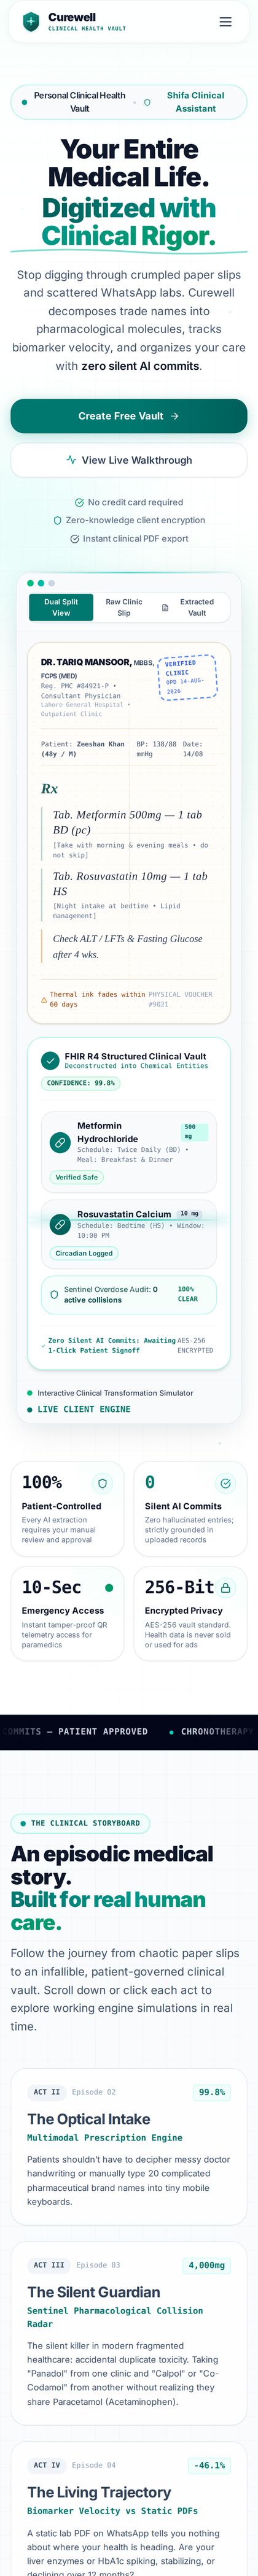 Curewell
CLINICAL HEALTH VAULT
Personal Clinical Health
Vault
Shifa Clinical
Assistant
Your Entire
Medical Life.
Digitized with
Clinical Rigor.
Stop digging through crumpled paper slips
and scattered WhatsApp labs. Curewell
decomposes trade names into
pharmacological molecules, tracks
biomarker velocity, and organizes your care
with zero silent AI commits.
Create Free Vault →
View Live Walkthrough
No credit card required
Zero-knowledge client encryption
Instant clinical PDF export
Dual Split
View
Raw Clinic
Slip
Extracted
Vault
DR. TARIQ MANSOOR, MBBS,
FCPS (MED)
Reg. PMC #84921-P •
Consultant Physician
Lahore General Hospital •
Outpatient Clinic
VERIFIED
CLINIC
OPD 14-AUG-
2026
Patient: Zeeshan Khan
(48y / M)
BP: 138/88
mmHg
Date:
14/08
Rx
Tab. Metformin 500mg — 1 tab
BD (pc)
[Take with morning & evening meals • do
not skip]
Tab. Rosuvastatin 10mg — 1 tab
HS
[Night intake at bedtime • Lipid
management]
Check ALT / LFTs & Fasting Glucose
after 4 wks.
Thermal ink fades within
60 days
PHYSICAL VOUCHER
#9021
FHIR R4 Structured Clinical Vault
Deconstructed into Chemical Entities
CONFIDENCE: 99.8%
Metformin
Hydrochloride
500
mg
Schedule: Twice Daily (BD) •
Meal: Breakfast & Dinner
Verified Safe
Rosuvastatin Calcium 10 mg
Schedule: Bedtime (HS) • Window:
10:00 PM
Circadian Logged
Sentinel Overdose Audit: 0
active collisions
100%
CLEAR
Zero Silent AI Commits: Awaiting
1-Click Patient Signoff
AES-256
ENCRYPTED
Interactive Clinical Transformation Simulator
LIVE CLIENT ENGINE
100%
Patient-Controlled
Every AI extraction
requires your manual
review and approval
0
Silent AI Commits
Zero hallucinated entries;
strictly grounded in
uploaded records
10-Sec
Emergency Access
Instant tamper-proof QR
telemetry access for
paramedics
256-Bit
Encrypted Privacy
AES-256 vault standard.
Health data is never sold
or used for ads
COMMITS — PATIENT APPROVED
CHRONOTHERAPY
THE CLINICAL STORYBOARD
An episodic medical
story.
Built for real human
care.
Follow the journey from chaotic paper slips
to an infallible, patient-governed clinical
vault. Scroll down or click each act to
explore working engine simulations in real
time.
ACT II Episode 02 99.8%
The Optical Intake
Multimodal Prescription Engine
Patients shouldn't have to decipher messy doctor
handwriting or manually type 20 complicated
pharmaceutical brand names into tiny mobile
keyboards.
ACT III Episode 03 4,000mg
The Silent Guardian
Sentinel Pharmacological Collision
Radar
The silent killer in modern fragmented
healthcare: accidental duplicate toxicity. Taking
"Panadol" from one clinic and "Calpol" or "Co-
Codamol" from another without realizing they
share Paracetamol (Acetaminophen).
ACT IV Episode 04 -46.1%
The Living Trajectory
Biomarker Velocity vs Static PDFs
A static lab PDF on WhatsApp tells you nothing
about where your health is heading. Are your
liver enzymes or HbA1c spiking, stabilizing, or
declining over 12 months?